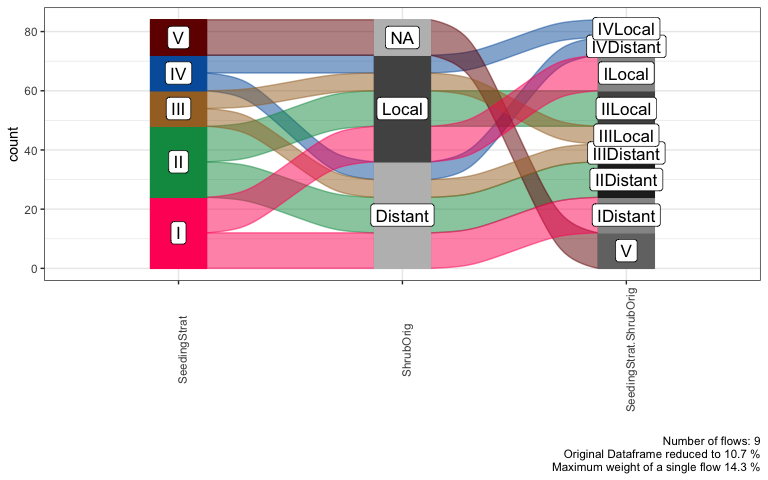 count
80
60
40
20
0
V
IV
III
II
I
NA
Local
Distant
IVLocal
IVDistant
ILocal
IILocal
IIILocal
IIIDistant
IIDistant
IDistant
V
SeedingStrat
ShrubOrig
SeedingStrat.ShrubOrig
Number of flows: 9
Original Dataframe reduced to 10.7 %
Maximum weight of a single flow 14.3 %